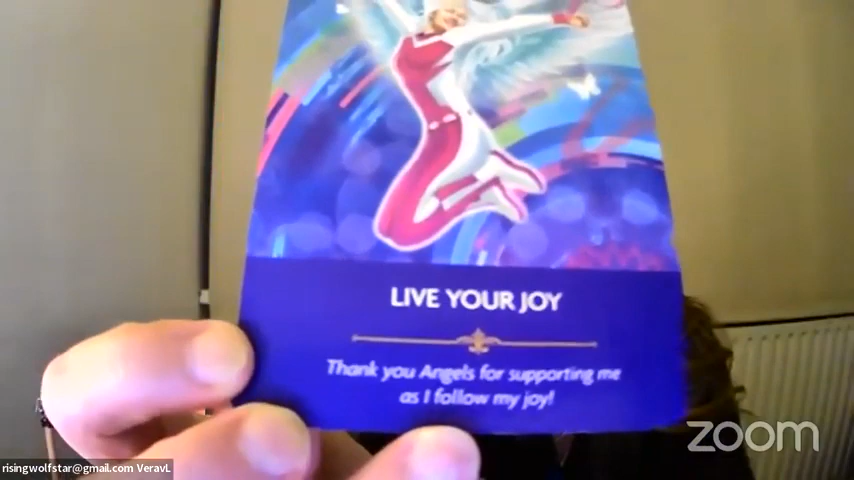 LIVE YOUR JOY
Thank you Angels for supporting me
as I follow my joy!
zoom
risingwolfstar@gmail.com VeravL